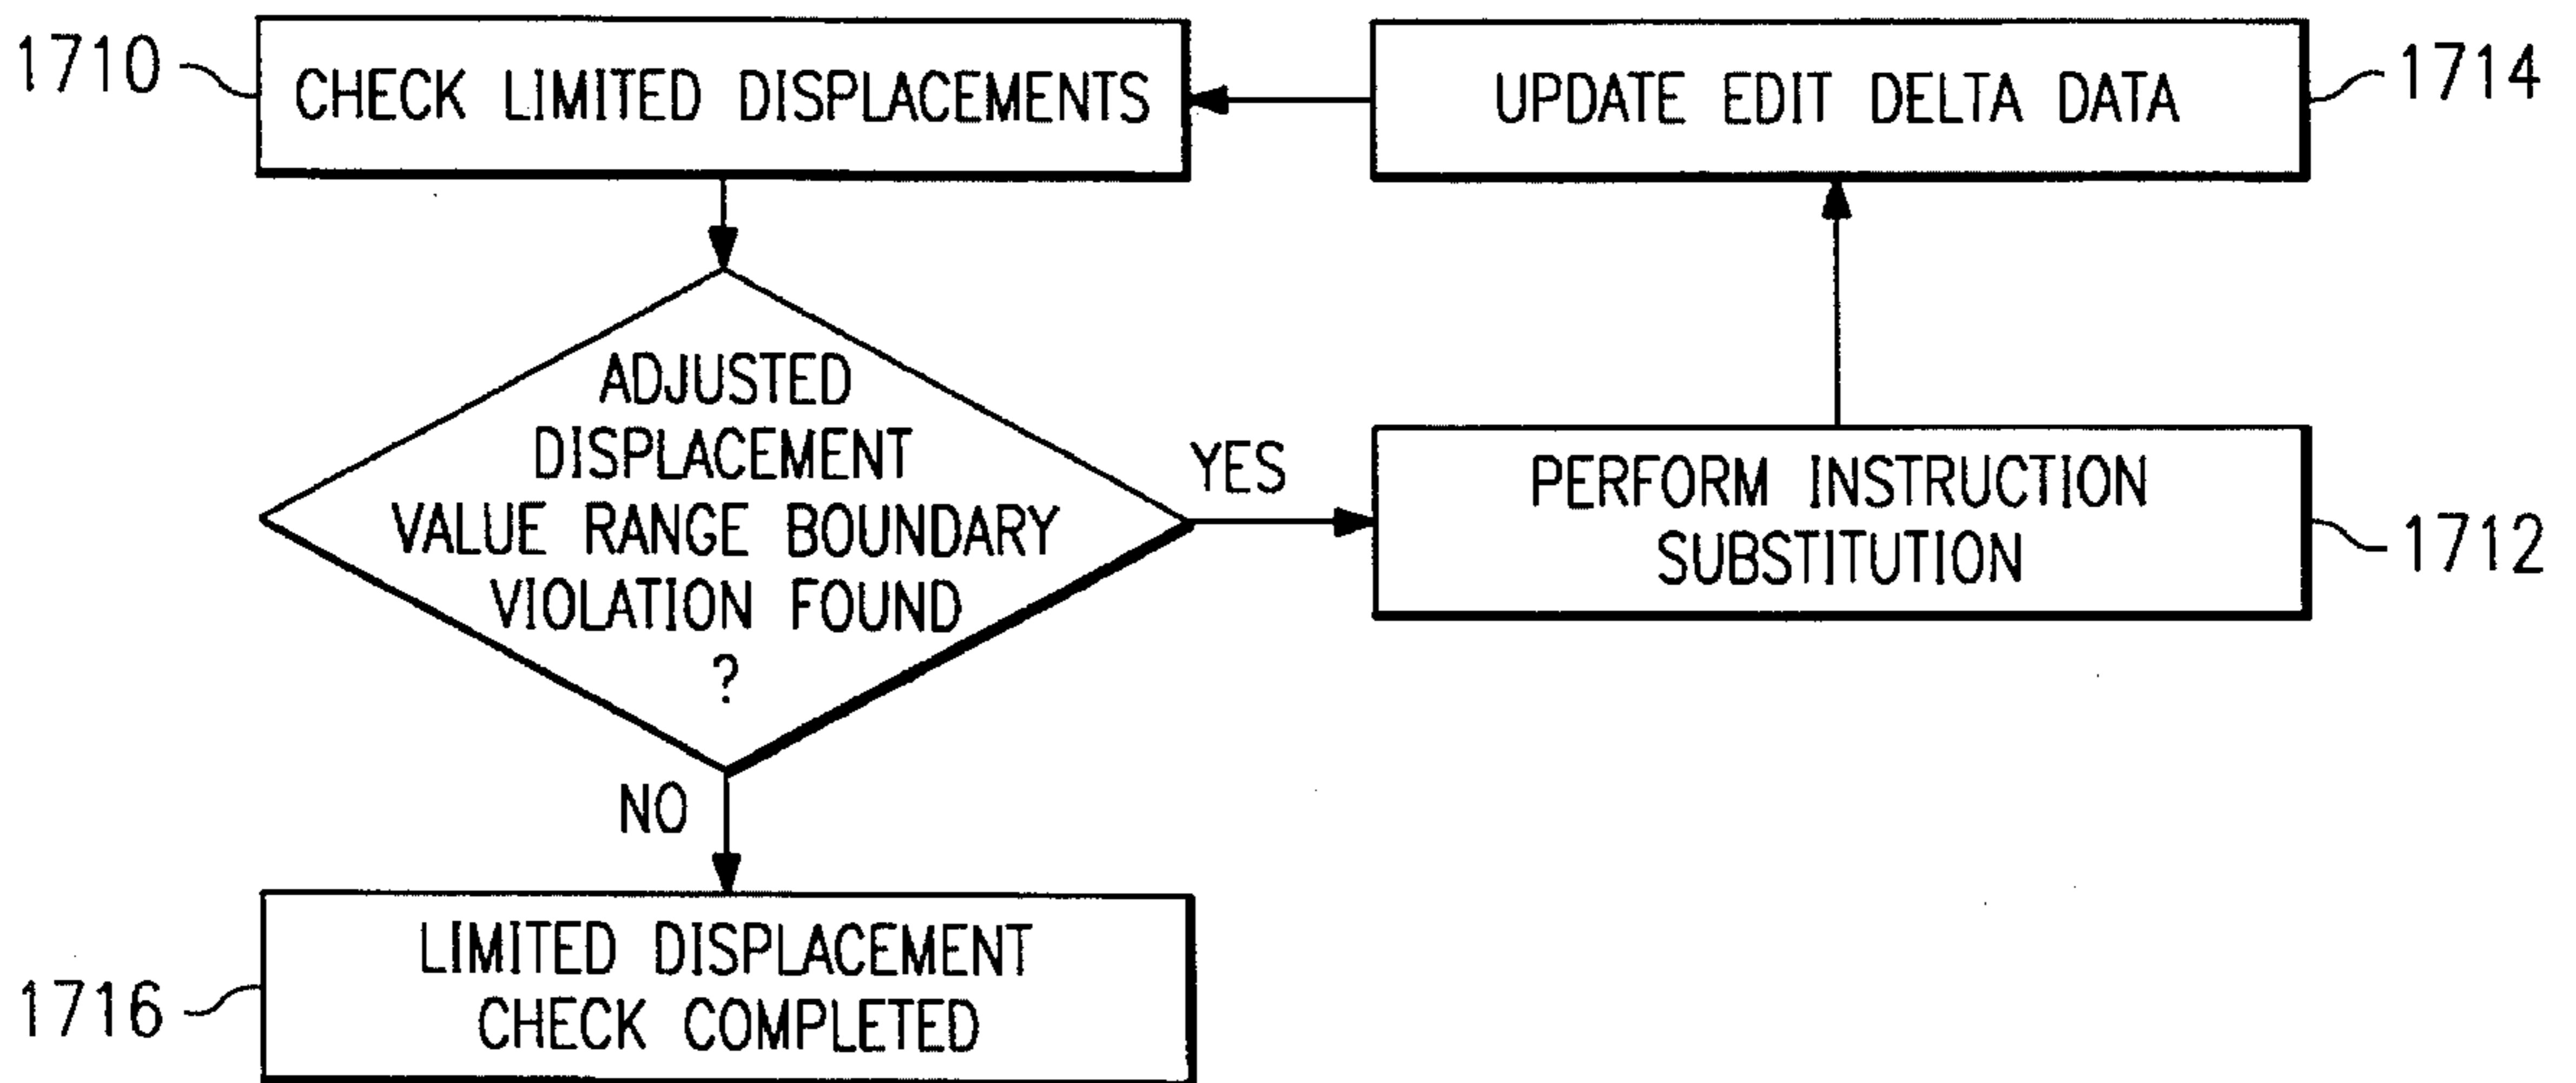 1710
CHECK LIMITED DISPLACEMENTS
UPDATE EDIT DELTA DATA
1714
ADJUSTED
DISPLACEMENT
VALUE RANGE BOUNDARY
VIOLATION FOUND
?
YES
PERFORM INSTRUCTION
SUBSTITUTION
1712
NO
LIMITED DISPLACEMENT
CHECK COMPLETED
1716